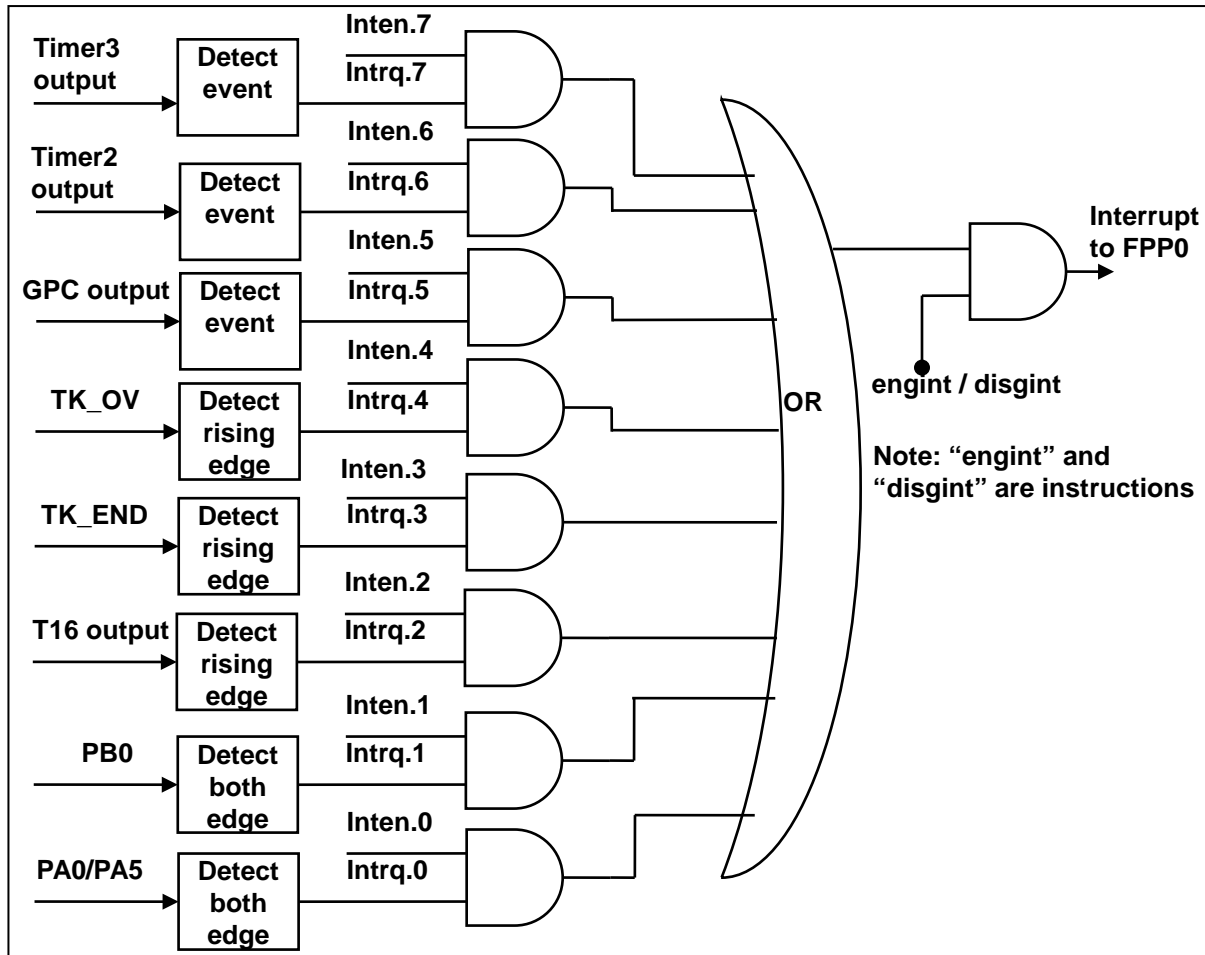 Timer3
output
Detect
event
Inten.7
Intrq.7
Timer2
output
Detect
event
Inten.6
Intrq.6
GPC output
Detect
event
Inten.5
Intrq.5
TK_OV
Detect
rising
edge
Inten.4
Intrq.4
TK_END
Detect
rising
edge
Inten.3
Intrq.3
T16 output
Detect
rising
edge
Inten.2
Intrq.2
PB0
Detect
both
edge
Inten.1
Intrq.1
PA0/PA5
Detect
both
edge
Inten.0
Intrq.0
OR
Interrupt
to FPP0
engint / disgint
Note: “engint” and
“disgint” are instructions